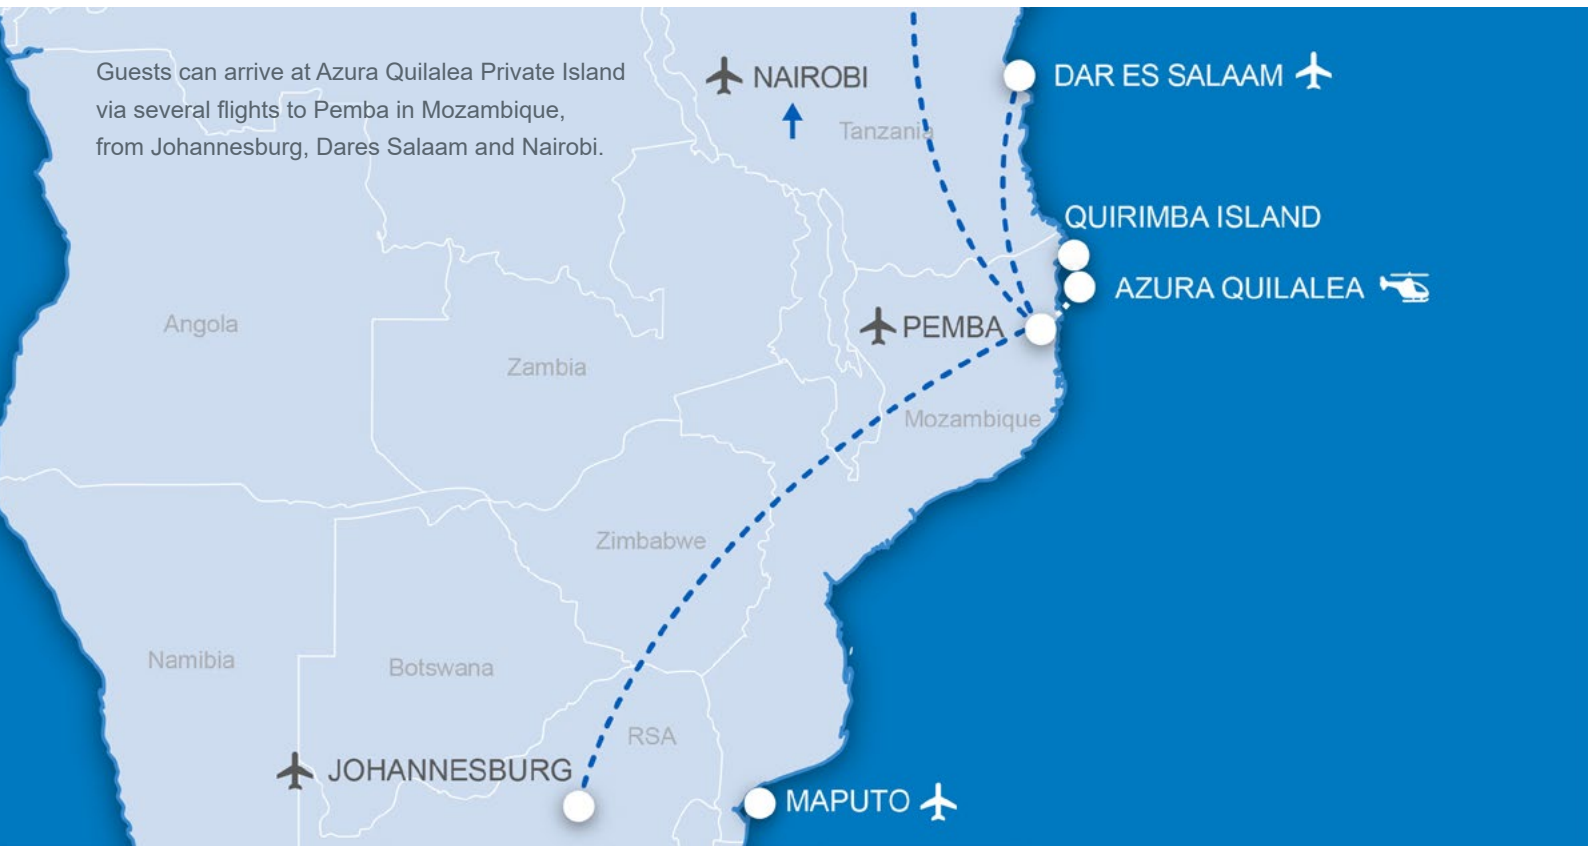 Guests can arrive at Azura Quilalea Private Island
via several flights to Pemba in Mozambique,
from Johannesburg, Dares Salaam and Nairobi.
NAIROBI
DAR ES SALAAM
Tanzania
QUIRIMBA ISLAND
AZURA QUILALEA
Angola
PEMBA
Zambia
Mozambique
Zimbabwe
Namibia
Botswana
RSA
JOHANNESBURG
MAPUTO